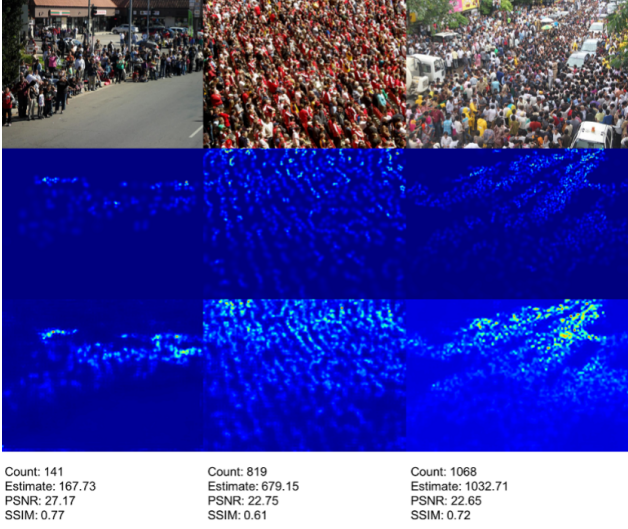 Count: 141
Estimate: 167.73
PSNR: 27.17
SSIM: 0.77
Count: 819
Estimate: 679.15
PSNR: 22.75
SSIM: 0.61
Count: 1068
Estimate: 1032.71
PSNR: 22.65
SSIM: 0.72